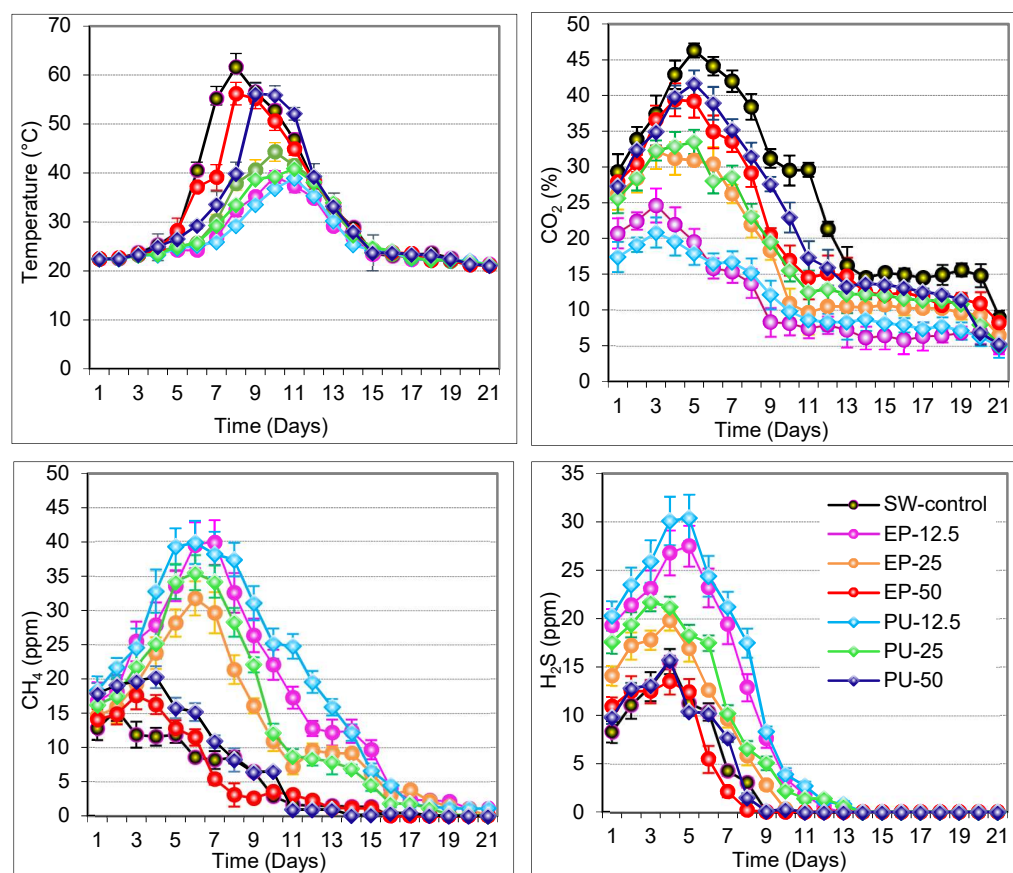 70
60
50
40
30
20
10
0
Temperature (°C)
1 3 5 7 9 11 13 15 17 19 21
Time (Days)
50
45
40
35
30
25
20
15
10
5
0
CO2 (%)
1 3 5 7 9 11 13 15 17 19 21
Time (Days)
50
45
40
35
30
25
20
15
10
5
0
CH4 (ppm)
1 3 5 7 9 11 13 15 17 19 21
Time (Days)
35
30
25
20
15
10
5
0
H2S (ppm)
SW-control
EP-12.5
EP-25
EP-50
PU-12.5
PU-25
PU-50
1 3 5 7 9 11 13 15 17 19 21
Time (Days)